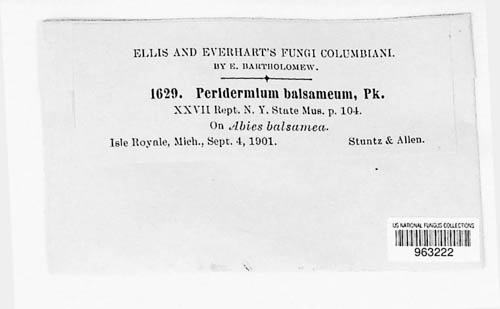 ELLIS AND EVERHART'S FUNGI COLUMBIANI.
BY E. BARTHOLOMEW.
1629. Peridermium balsameum, Pk.
XXVII Rept. N. Y. State Mus. p. 104.
On Abies balsamea.
Isle Royale, Mich., Sept. 4, 1901. Stuntz & Allen.
US NATIONAL FUNGUS COLLECTIONS
963222